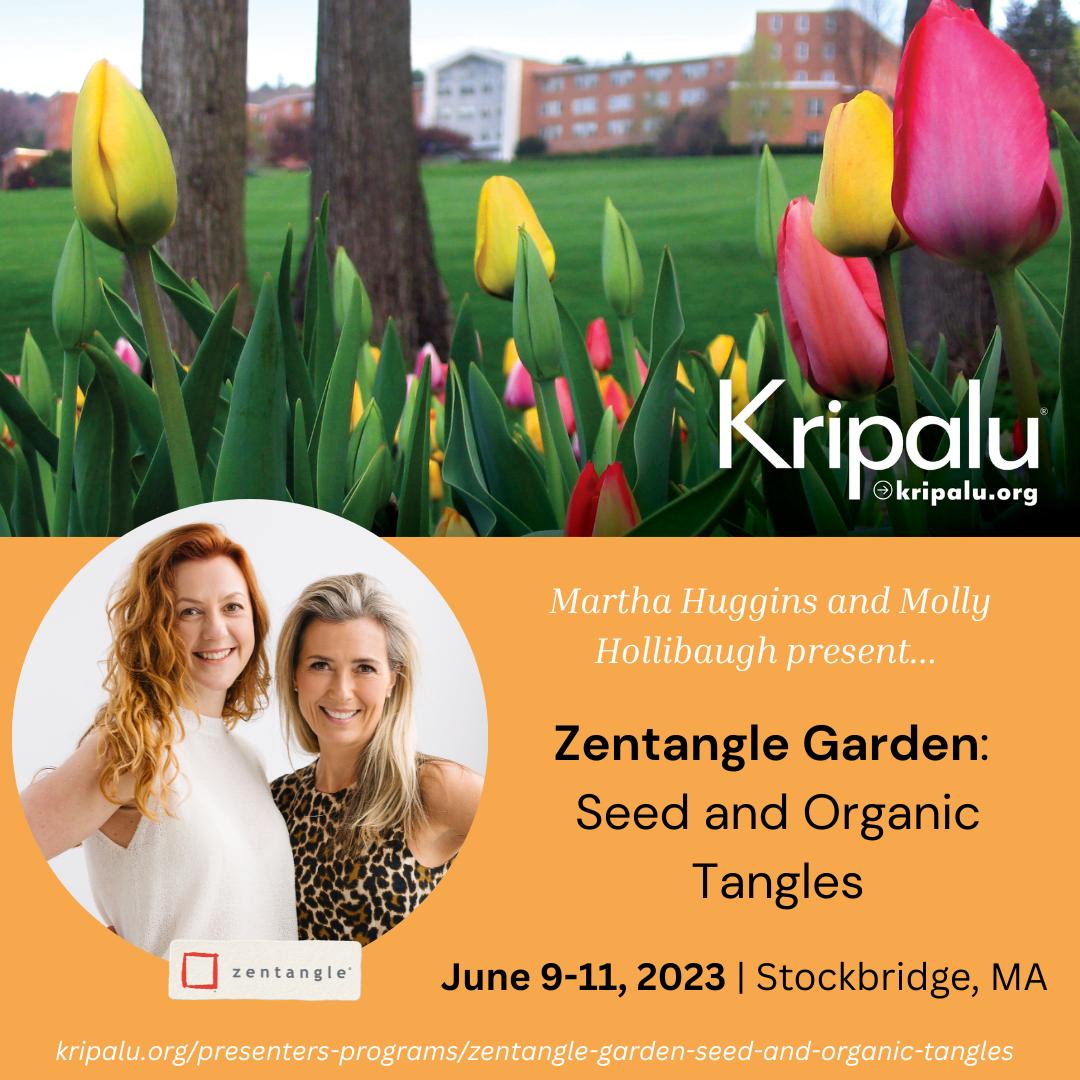 Kripalu®
kripalu.org
Martha Huggins and Molly
Hollibaugh present...
Zentangle Garden:
Seed and Organic
Tangles
zentangle®
June 9-11, 2023 | Stockbridge, MA
kripalu.org/presenters-programs/zentangle-garden-seed-and-organic-tangles